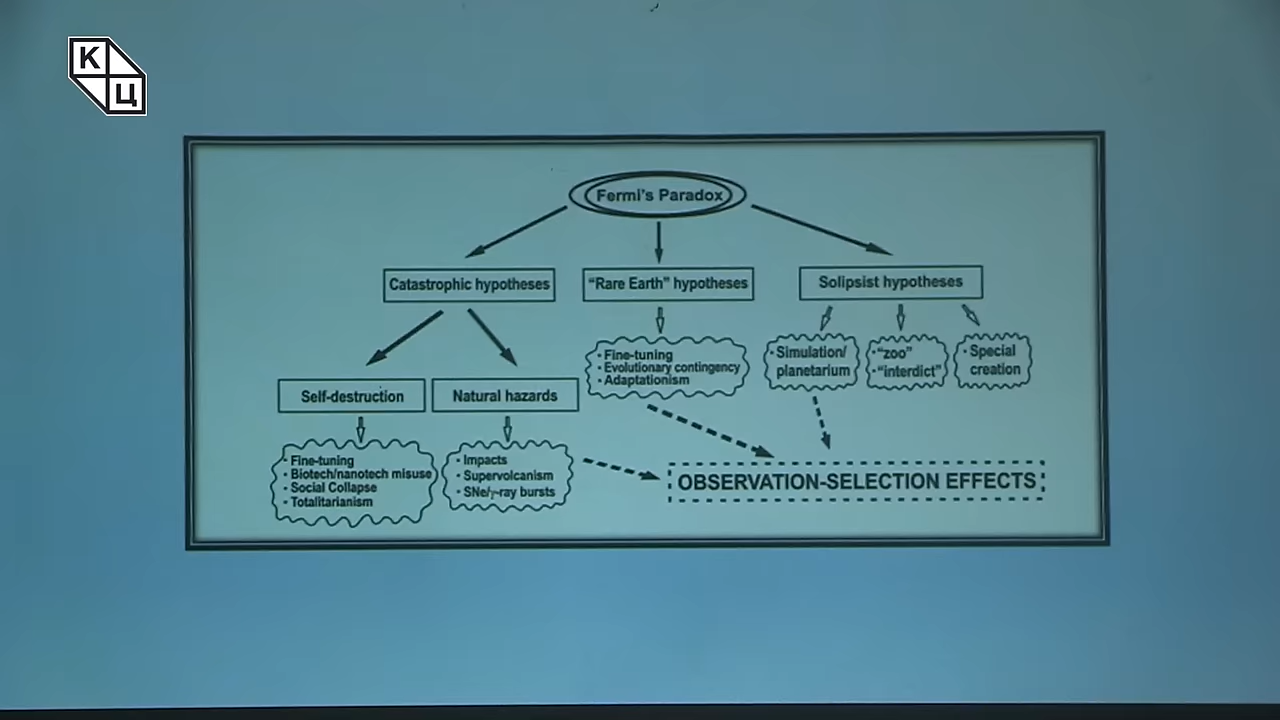 К
Ц
Fermi's Paradox
Catastrophic hypotheses
"Rare Earth" hypotheses
Solipsist hypotheses
• Fine-tuning
• Evolutionary contingency
• Adaptationism
• Simulation/
planetarium
• "zoo"
• "interdict"
• Special
creation
Self-destruction
Natural hazards
• Fine-tuning
• Biotech/nanotech misuse
• Social Collapse
• Totalitarianism
• Impacts
• Supervolcanism
• SNe/γ-ray bursts
OBSERVATION-SELECTION EFFECTS